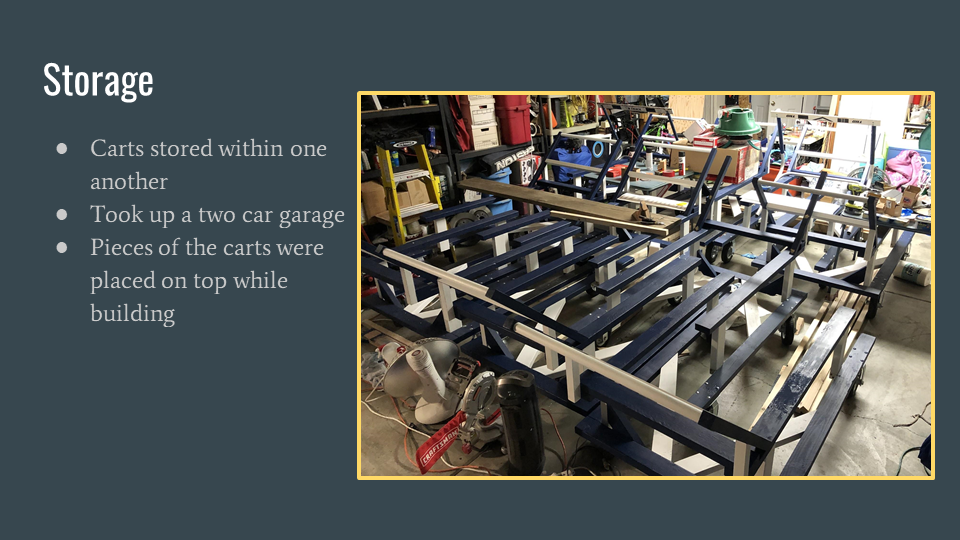 Storage
● Carts stored within one
another
● Took up a two car garage
● Pieces of the carts were
placed on top while
building
CRAFTSMAN